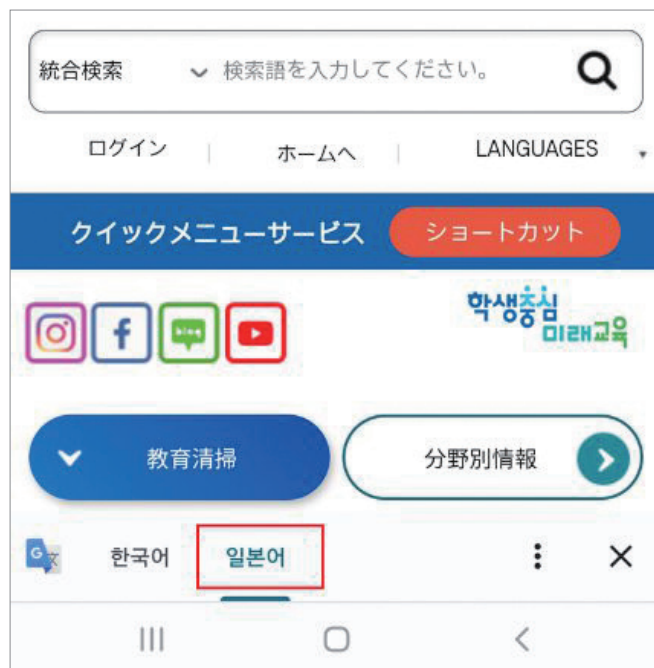 統合検索 検索語を入力してください。
ログイン ホームへ LANGUAGES
クイックメニューサービス ショートカット
학생중심
미래교육
blog
教育清掃 分野別情報
G 文 한국어 일본어